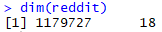 > dim(reddit)
[1] 1179727      18